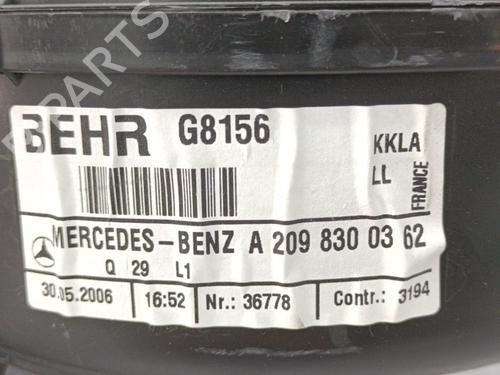 PARTS
BEHR G8156 KKLA
LL FRANCE
MERCEDES-BENZ A 209 830 03 62
Q 29 L1
30.05.2006 16:52 Nr.: 36778 Contr.: 3194